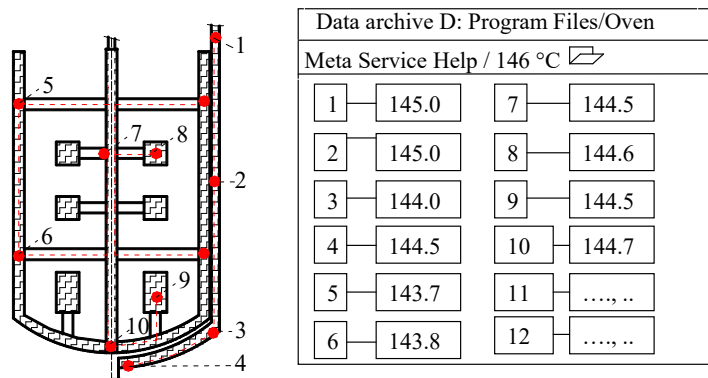 Data archive D: Program Files/Oven
Meta Service Help / 146 °C
1 145.0 7 144.5
2 145.0 8 144.6
3 144.0 9 144.5
4 144.5 10 144.7
5 143.7 11 …., ..
6 143.8 12 …., ..
1
5
7
8
2
6
9
10
3
4